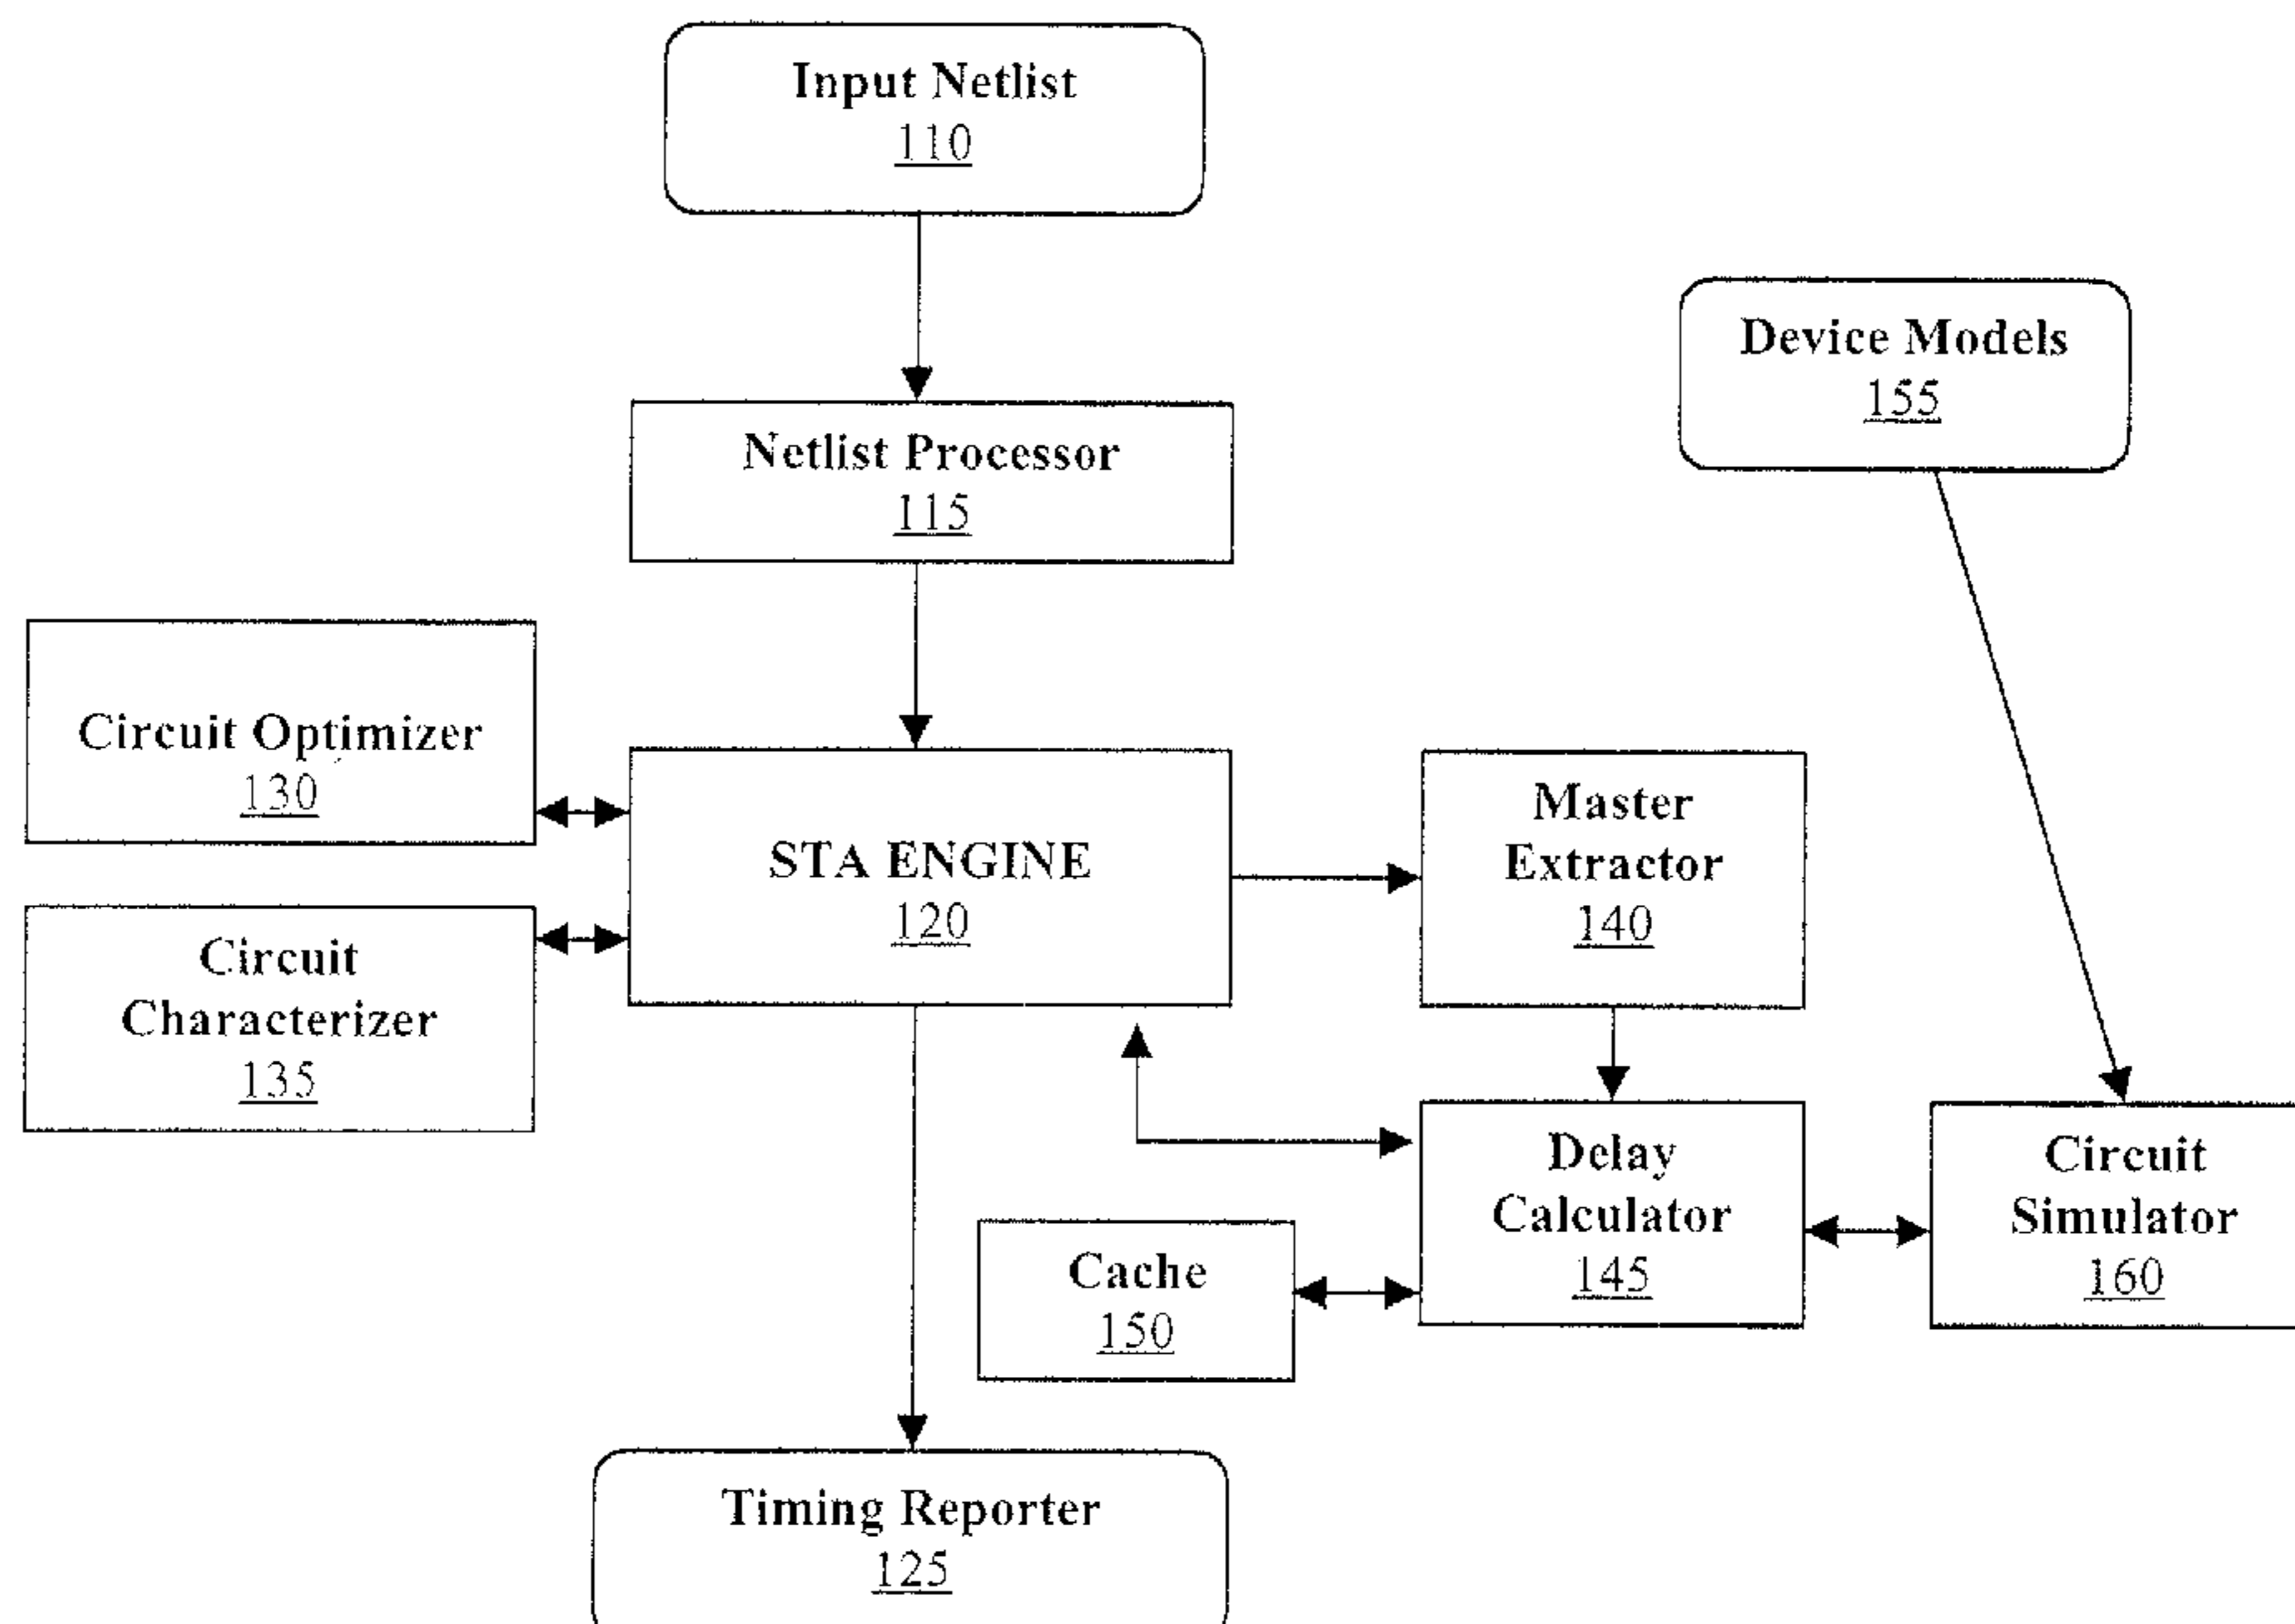 Input Netlist
110
Device Models
155
Netlist Processor
115
Circuit Optimizer
130
STA ENGINE
120
Master
Extractor
140
Circuit
Characterizer
135
Delay
Calculator
145
Circuit
Simulator
160
Cache
150
Timing Reporter
125